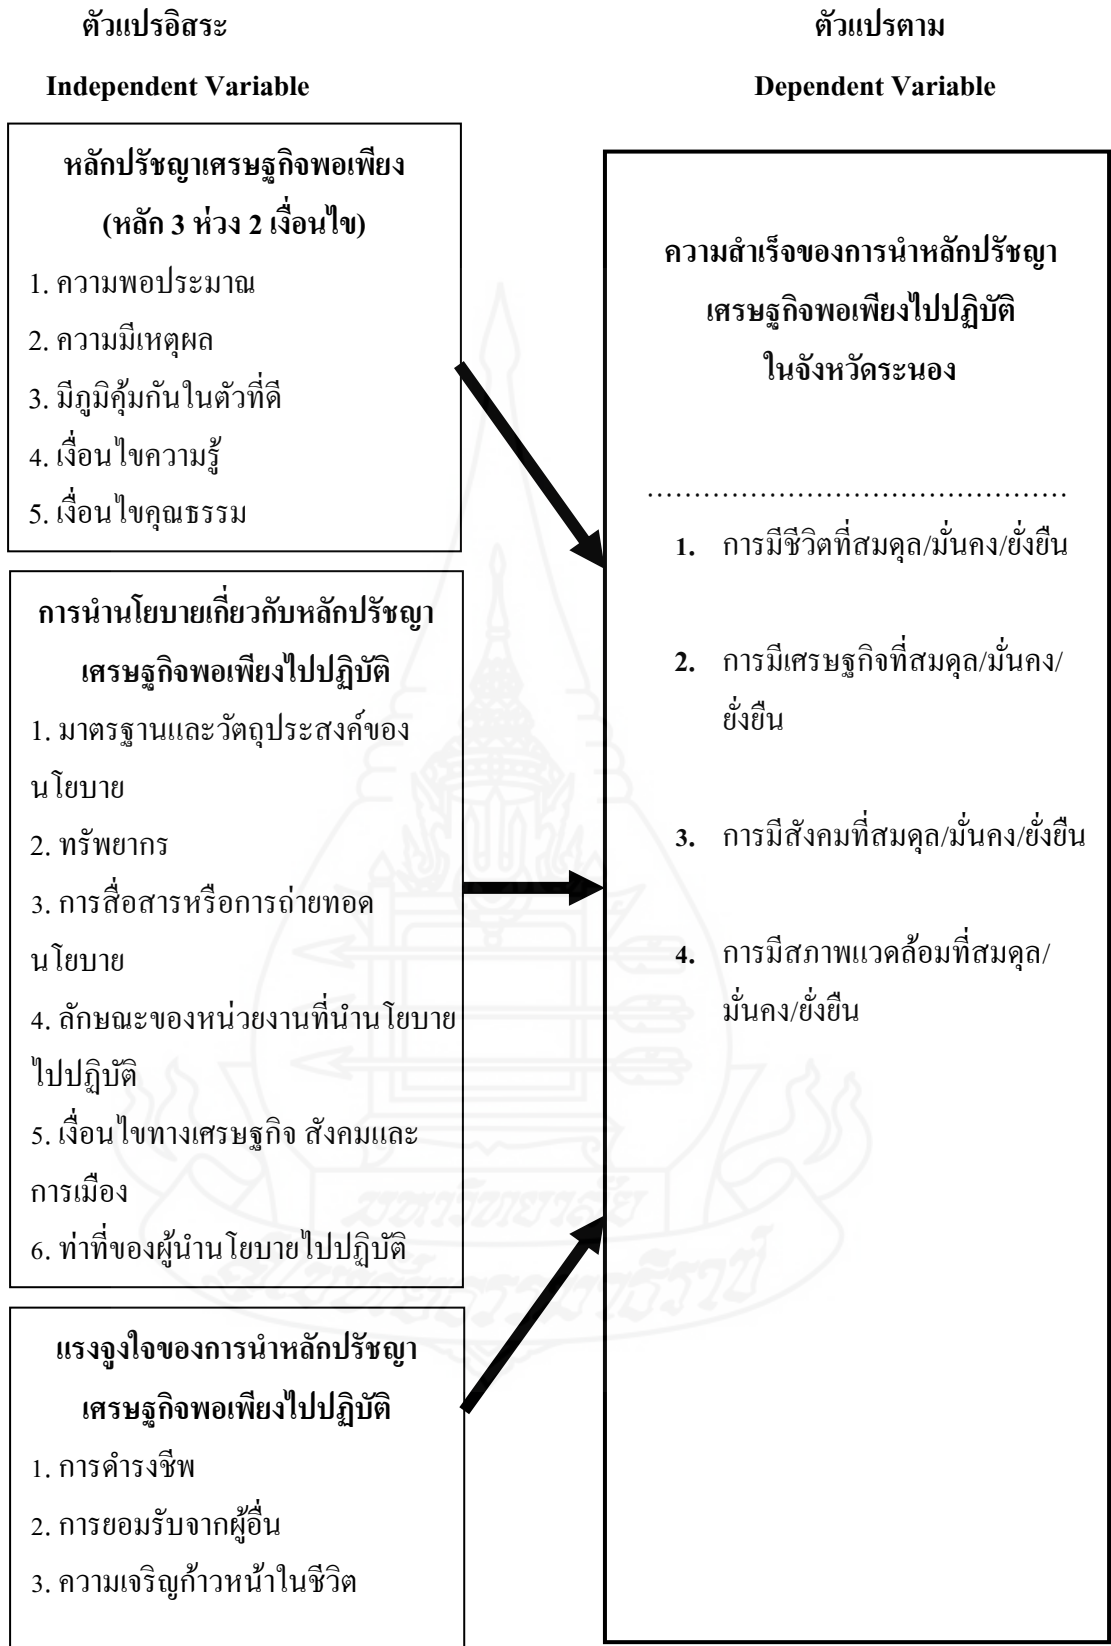 ตัวแปรอิสระ
Independent Variable
หลักปรัชญาเศรษฐกิจพอเพียง
(หลัก 3 ห่วง 2 เงื่อนไข)
1. ความพอประมาณ
2. ความมีเหตุผล
3. มีภูมิคุ้มกันในตัวที่ดี
4. เงื่อนไขความรู้
5. เงื่อนไขคุณธรรม
การนำนโยบายเกี่ยวกับหลักปรัชญา
เศรษฐกิจพอเพียงไปปฏิบัติ
1. มาตรฐานและวัตถุประสงค์ของ
นโยบาย
2. ทรัพยากร
3. การสื่อสารหรือการถ่ายทอด
นโยบาย
4. ลักษณะของหน่วยงานที่นำนโยบาย
ไปปฏิบัติ
5. เงื่อนไขทางเศรษฐกิจ สังคมและ
การเมือง
6. ท่าที่ของผู้นำนโยบายไปปฏิบัติ
แรงจูงใจของการนำหลักปรัชญา
เศรษฐกิจพอเพียงไปปฏิบัติ
1. การดำรงชีพ
2. การยอมรับจากผู้อื่น
3. ความเจริญก้าวหน้าในชีวิต
ตัวแปรตาม
Dependent Variable
ความสำเร็จของการนำหลักปรัชญา
เศรษฐกิจพอเพียงไปปฏิบัติ
ในจังหวัดระนอง
.............................................
1. การมีชีวิตที่สมดุล/มั่นคง/ยั่งยืน
2. การมีเศรษฐกิจที่สมดุล/มั่นคง/
ยั่งยืน
3. การมีสังคมที่สมดุล/มั่นคง/ยั่งยืน
4. การมีสภาพแวดล้อมที่สมดุล/
มั่นคง/ยั่งยืน
มหาวิทยาลัย
สุโขทัยธรรมาธิราช